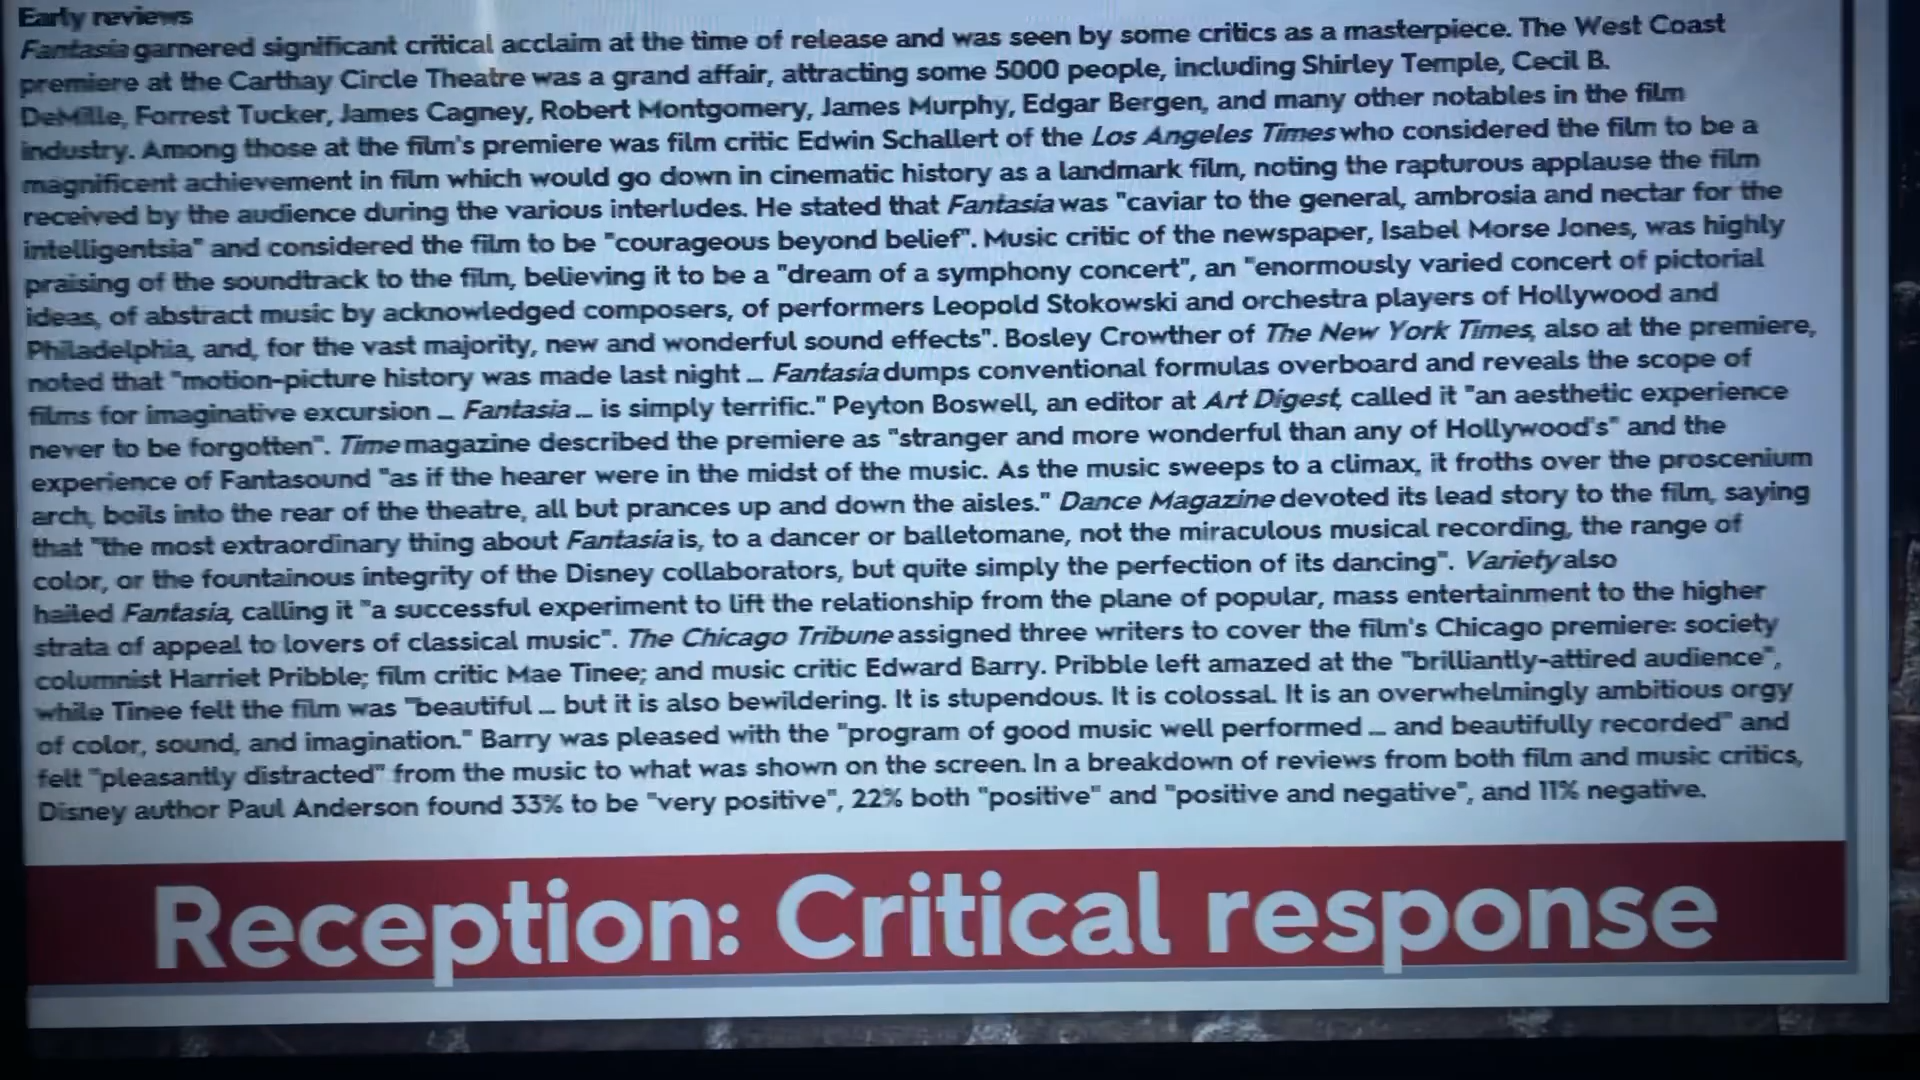 Early reviews
Fantasia garnered significant critical acclaim at the time of release and was seen by some critics as a masterpiece. The West Coast
premiere at the Carthay Circle Theatre was a grand affair, attracting some 5000 people, including Shirley Temple, Cecil B.
DeMille, Forrest Tucker, James Cagney, Robert Montgomery, James Murphy, Edgar Bergen, and many other notables in the film
industry. Among those at the film's premiere was film critic Edwin Schallert of the Los Angeles Times who considered the film to be a
magnificent achievement in film which would go down in cinematic history as a landmark film, noting the rapturous applause the film
received by the audience during the various interludes. He stated that Fantasia was "caviar to the general, ambrosia and nectar for the
intelligentsia" and considered the film to be "courageous beyond belief". Music critic of the newspaper, Isabel Morse Jones, was highly
praising of the soundtrack to the film, believing it to be a "dream of a symphony concert", an "enormously varied concert of pictorial
ideas, of abstract music by acknowledged composers, of performers Leopold Stokowski and orchestra players of Hollywood and
Philadelphia, and, for the vast majority, new and wonderful sound effects". Bosley Crowther of The New York Times, also at the premiere,
noted that "motion-picture history was made last night ... Fantasia dumps conventional formulas overboard and reveals the scope of
films for imaginative excursion ... Fantasia ... is simply terrific." Peyton Boswell, an editor at Art Digest, called it "an aesthetic experience
never to be forgotten". Time magazine described the premiere as "stranger and more wonderful than any of Hollywood's" and the
experience of Fantasound "as if the hearer were in the midst of the music. As the music sweeps to a climax, it froths over the proscenium
arch, boils into the rear of the theatre, all but prances up and down the aisles." Dance Magazine devoted its lead story to the film, saying
that "the most extraordinary thing about Fantasia is, to a dancer or balletomane, not the miraculous musical recording, the range of
color, or the fountainous integrity of the Disney collaborators, but quite simply the perfection of its dancing". Variety also
hailed Fantasia, calling it "a successful experiment to lift the relationship from the plane of popular, mass entertainment to the higher
strata of appeal to lovers of classical music". The Chicago Tribune assigned three writers to cover the film's Chicago premiere: society
columnist Harriet Pribble; film critic Mae Tinee; and music critic Edward Barry. Pribble left amazed at the "brilliantly-attired audience",
while Tinee felt the film was "beautiful ... but it is also bewildering. It is stupendous. It is colossal. It is an overwhelmingly ambitious orgy
of color, sound, and imagination." Barry was pleased with the "program of good music well performed ... and beautifully recorded" and
felt "pleasantly distracted" from the music to what was shown on the screen. In a breakdown of reviews from both film and music critics,
Disney author Paul Anderson found 33% to be "very positive", 22% both "positive" and "positive and negative", and 11% negative.
Reception: Critical response